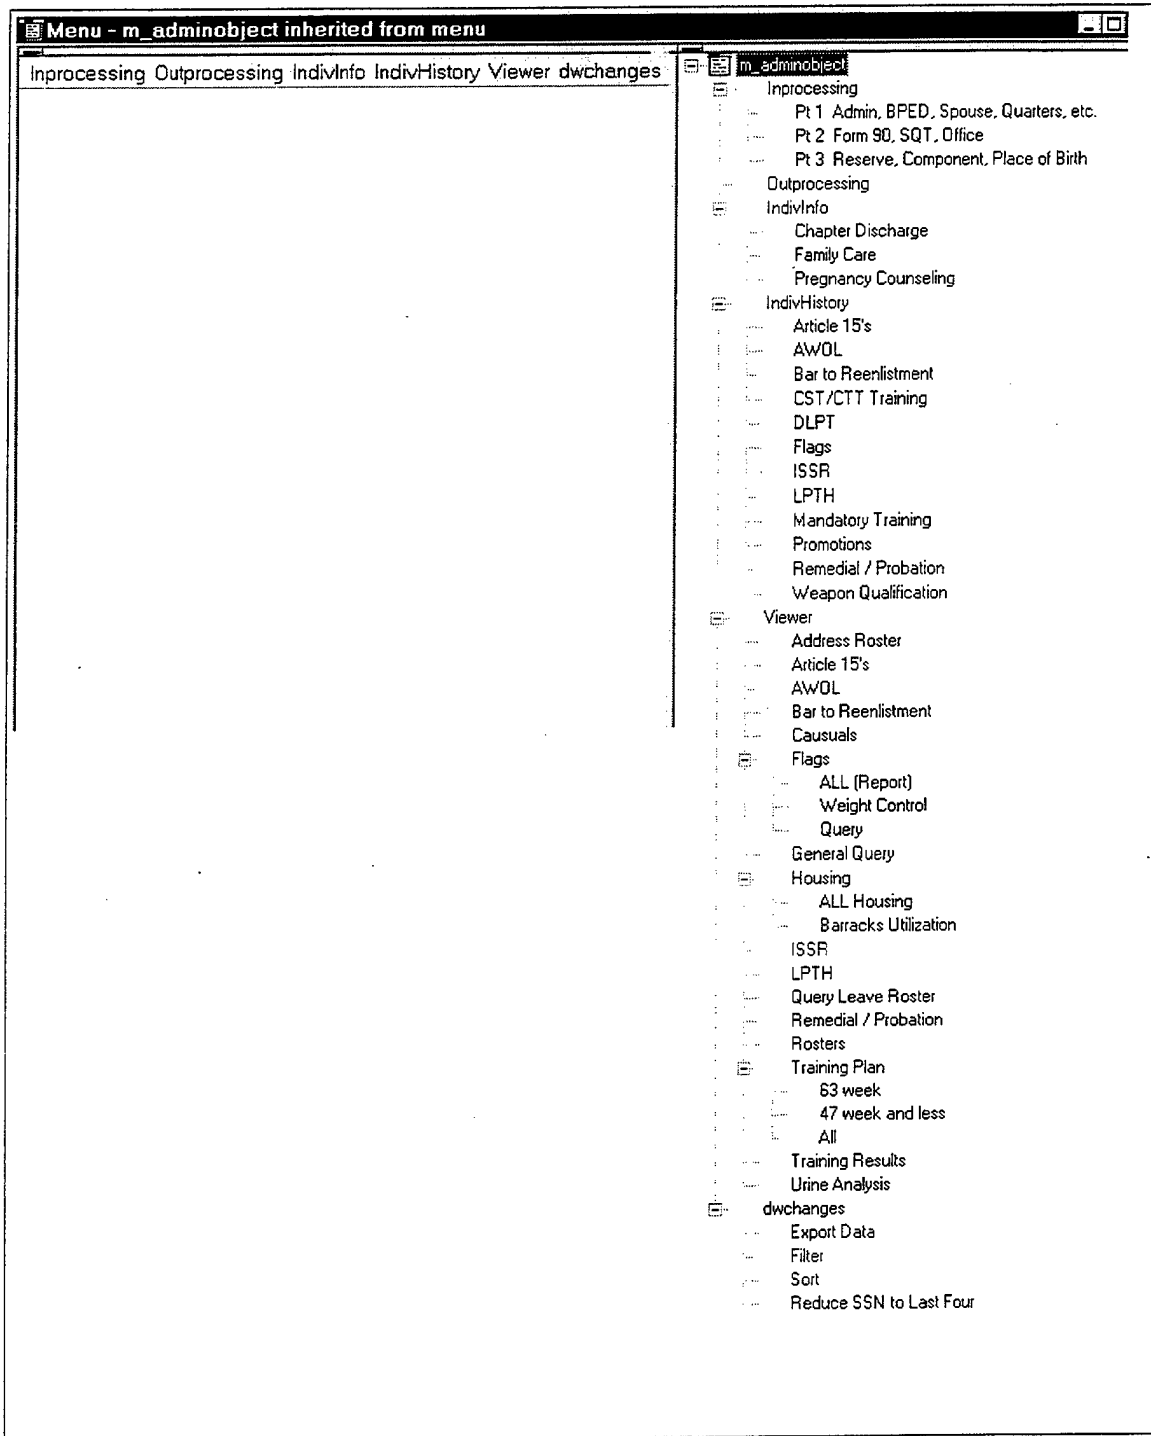 Menu - m_adminobject inherited from menu
Inprocessing Outprocessing IndivInfo IndivHistory Viewer dwchanges
m_adminobject
Inprocessing
Pt 1 Admin, BPED, Spouse, Quarters, etc.
Pt 2 Form 90, SQT, Office
Pt 3 Reserve, Component, Place of Birth
Outprocessing
IndivInfo
Chapter Discharge
Family Care
Pregnancy Counseling
IndivHistory
Article 15's
AWOL
Bar to Reenlistment
CST/CTT Training
DLPT
Flags
ISSR
LPTH
Mandatory Training
Promotions
Remedial / Probation
Weapon Qualification
Viewer
Address Roster
Article 15's
AWOL
Bar to Reenlistment
Causuals
Flags
ALL (Report)
Weight Control
Query
General Query
Housing
ALL Housing
Barracks Utilization
ISSR
LPTH
Query Leave Roster
Remedial / Probation
Rosters
Training Plan
63 week
47 week and less
All
Training Results
Urine Analysis
dwchanges
Export Data
Filter
Sort
Reduce SSN to Last Four